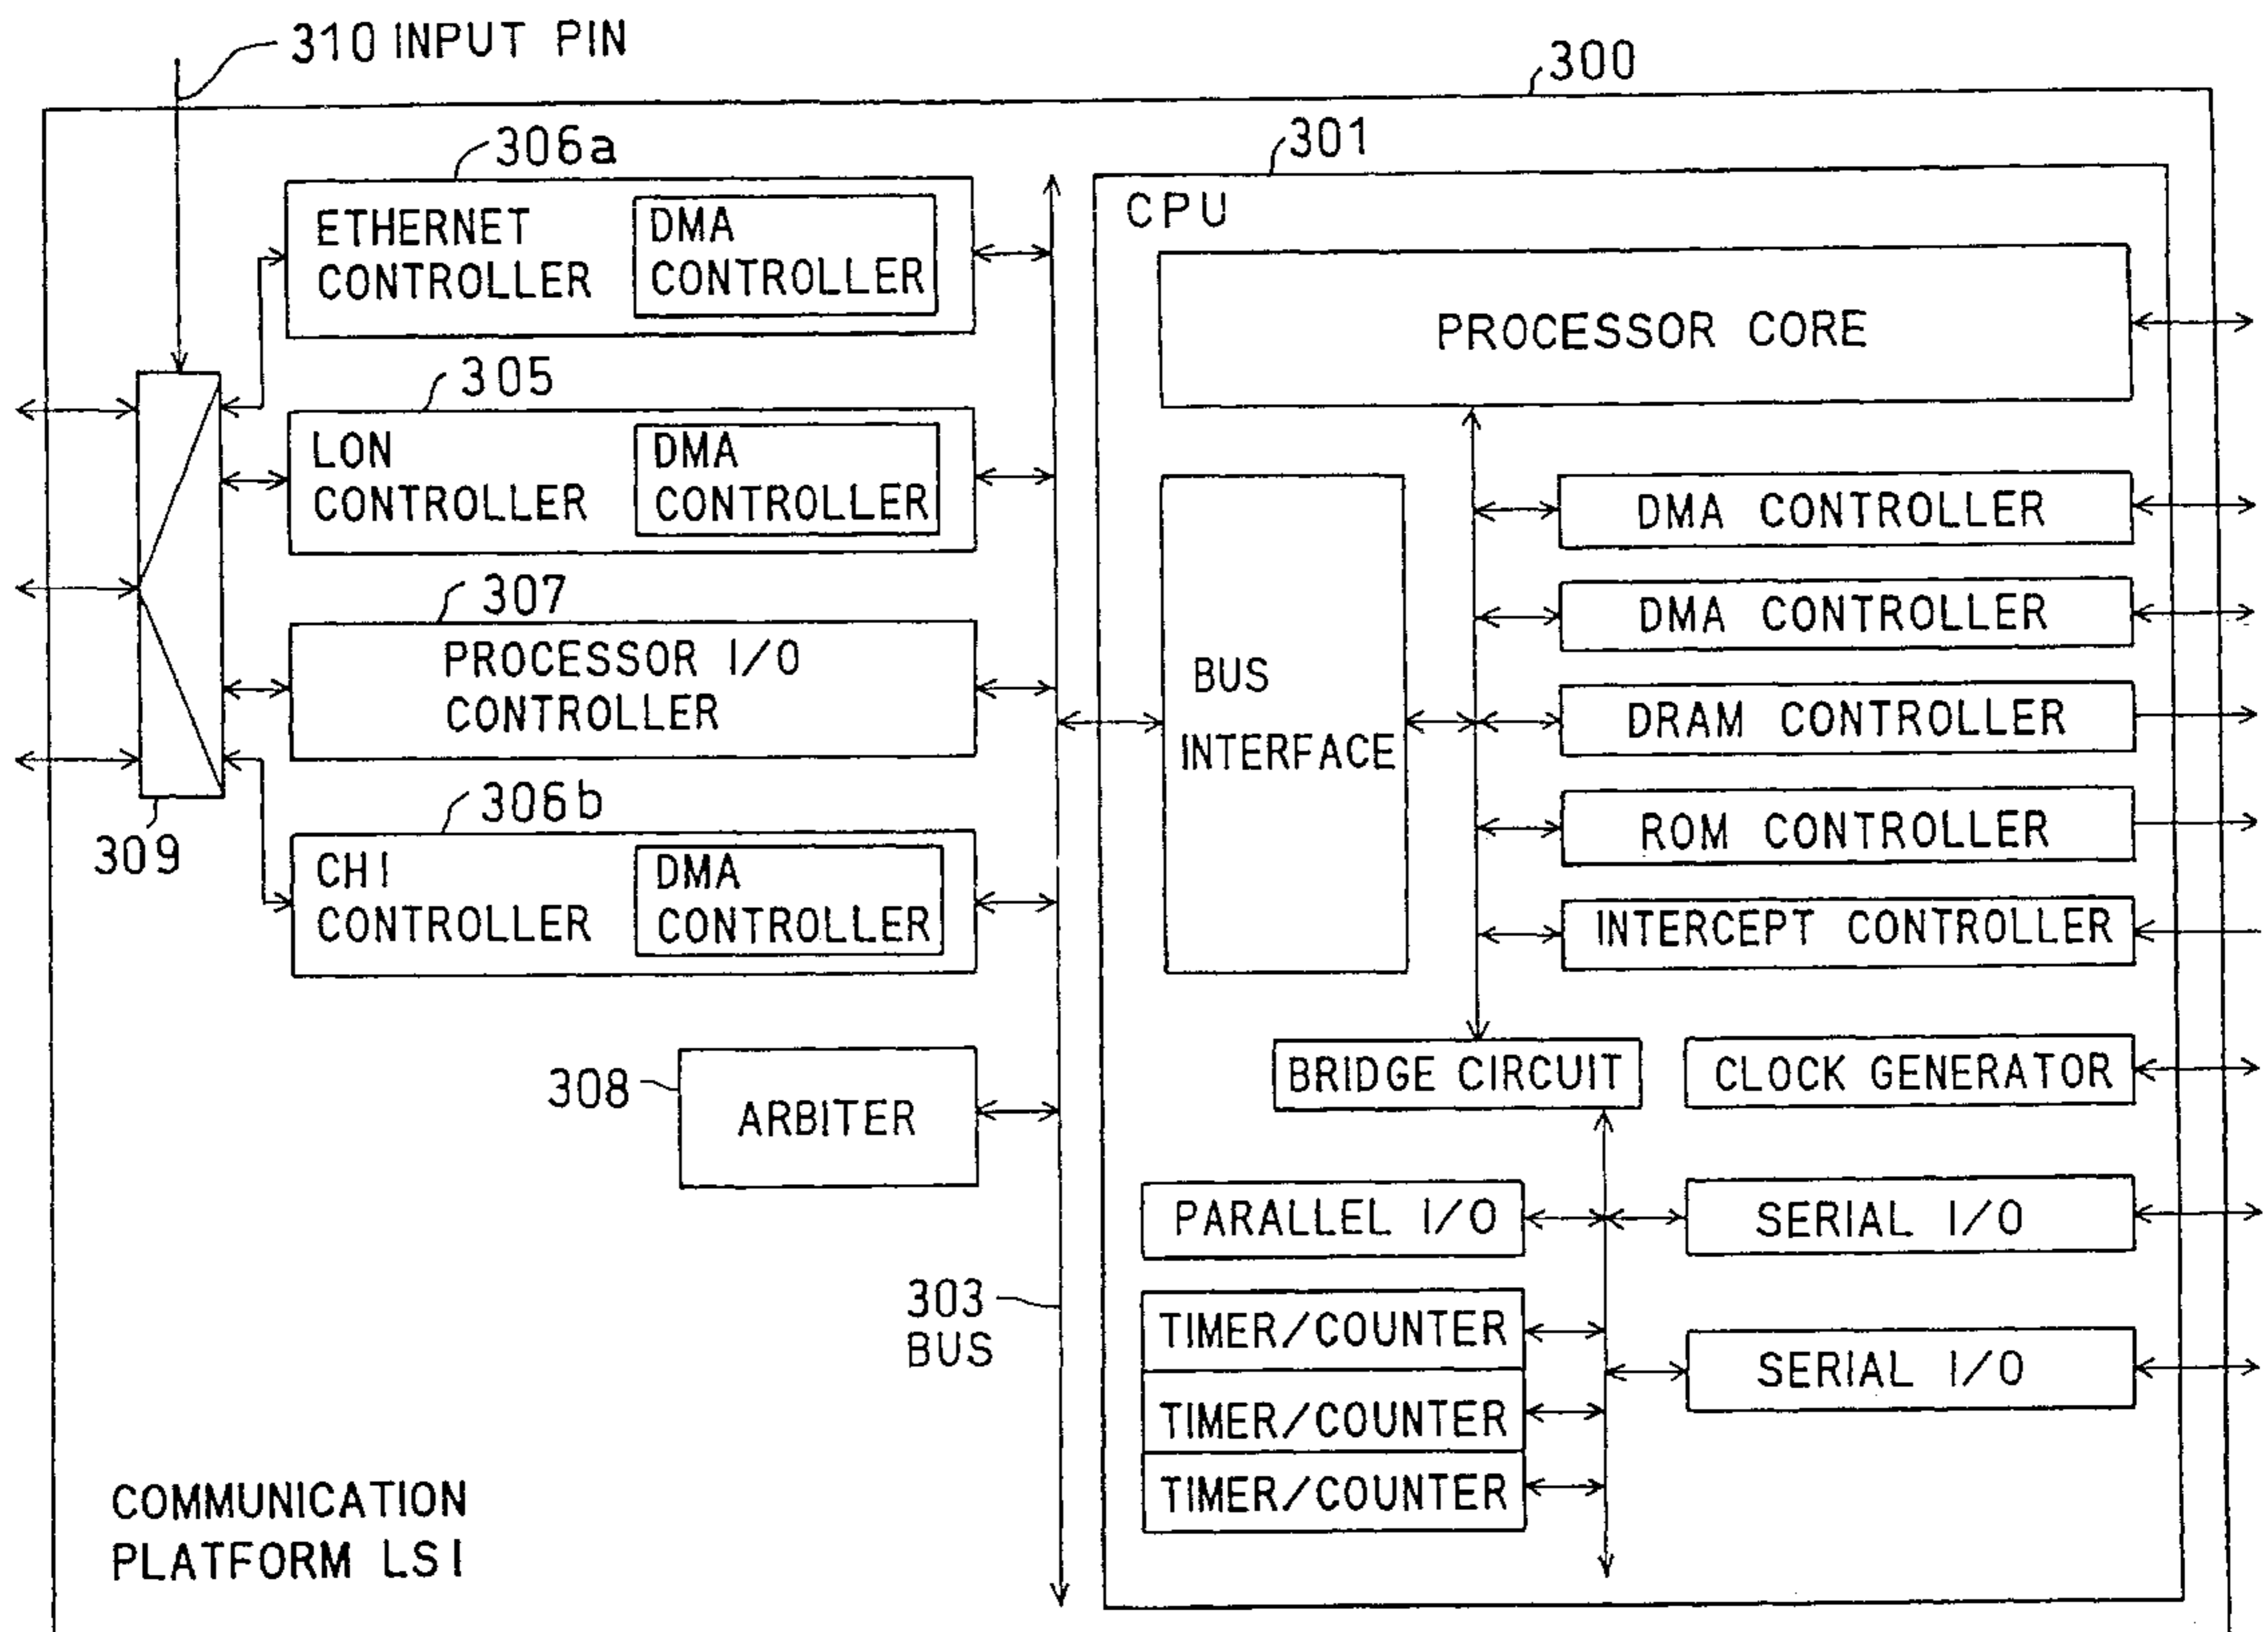 310 INPUT PIN
300
306a
301
ETHERNET
CONTROLLER
DMA
CONTROLLER
CPU
PROCESSOR CORE
305
LON
CONTROLLER
DMA
CONTROLLER
307
PROCESSOR I/O
CONTROLLER
306b
CHI
CONTROLLER
DMA
CONTROLLER
309
308
ARBITER
303
BUS
BUS
INTERFACE
DMA CONTROLLER
DMA CONTROLLER
DRAM CONTROLLER
ROM CONTROLLER
INTERCEPT CONTROLLER
BRIDGE CIRCUIT
CLOCK GENERATOR
PARALLEL I/O
SERIAL I/O
TIMER/COUNTER
SERIAL I/O
TIMER/COUNTER
TIMER/COUNTER
COMMUNICATION
PLATFORM LSI